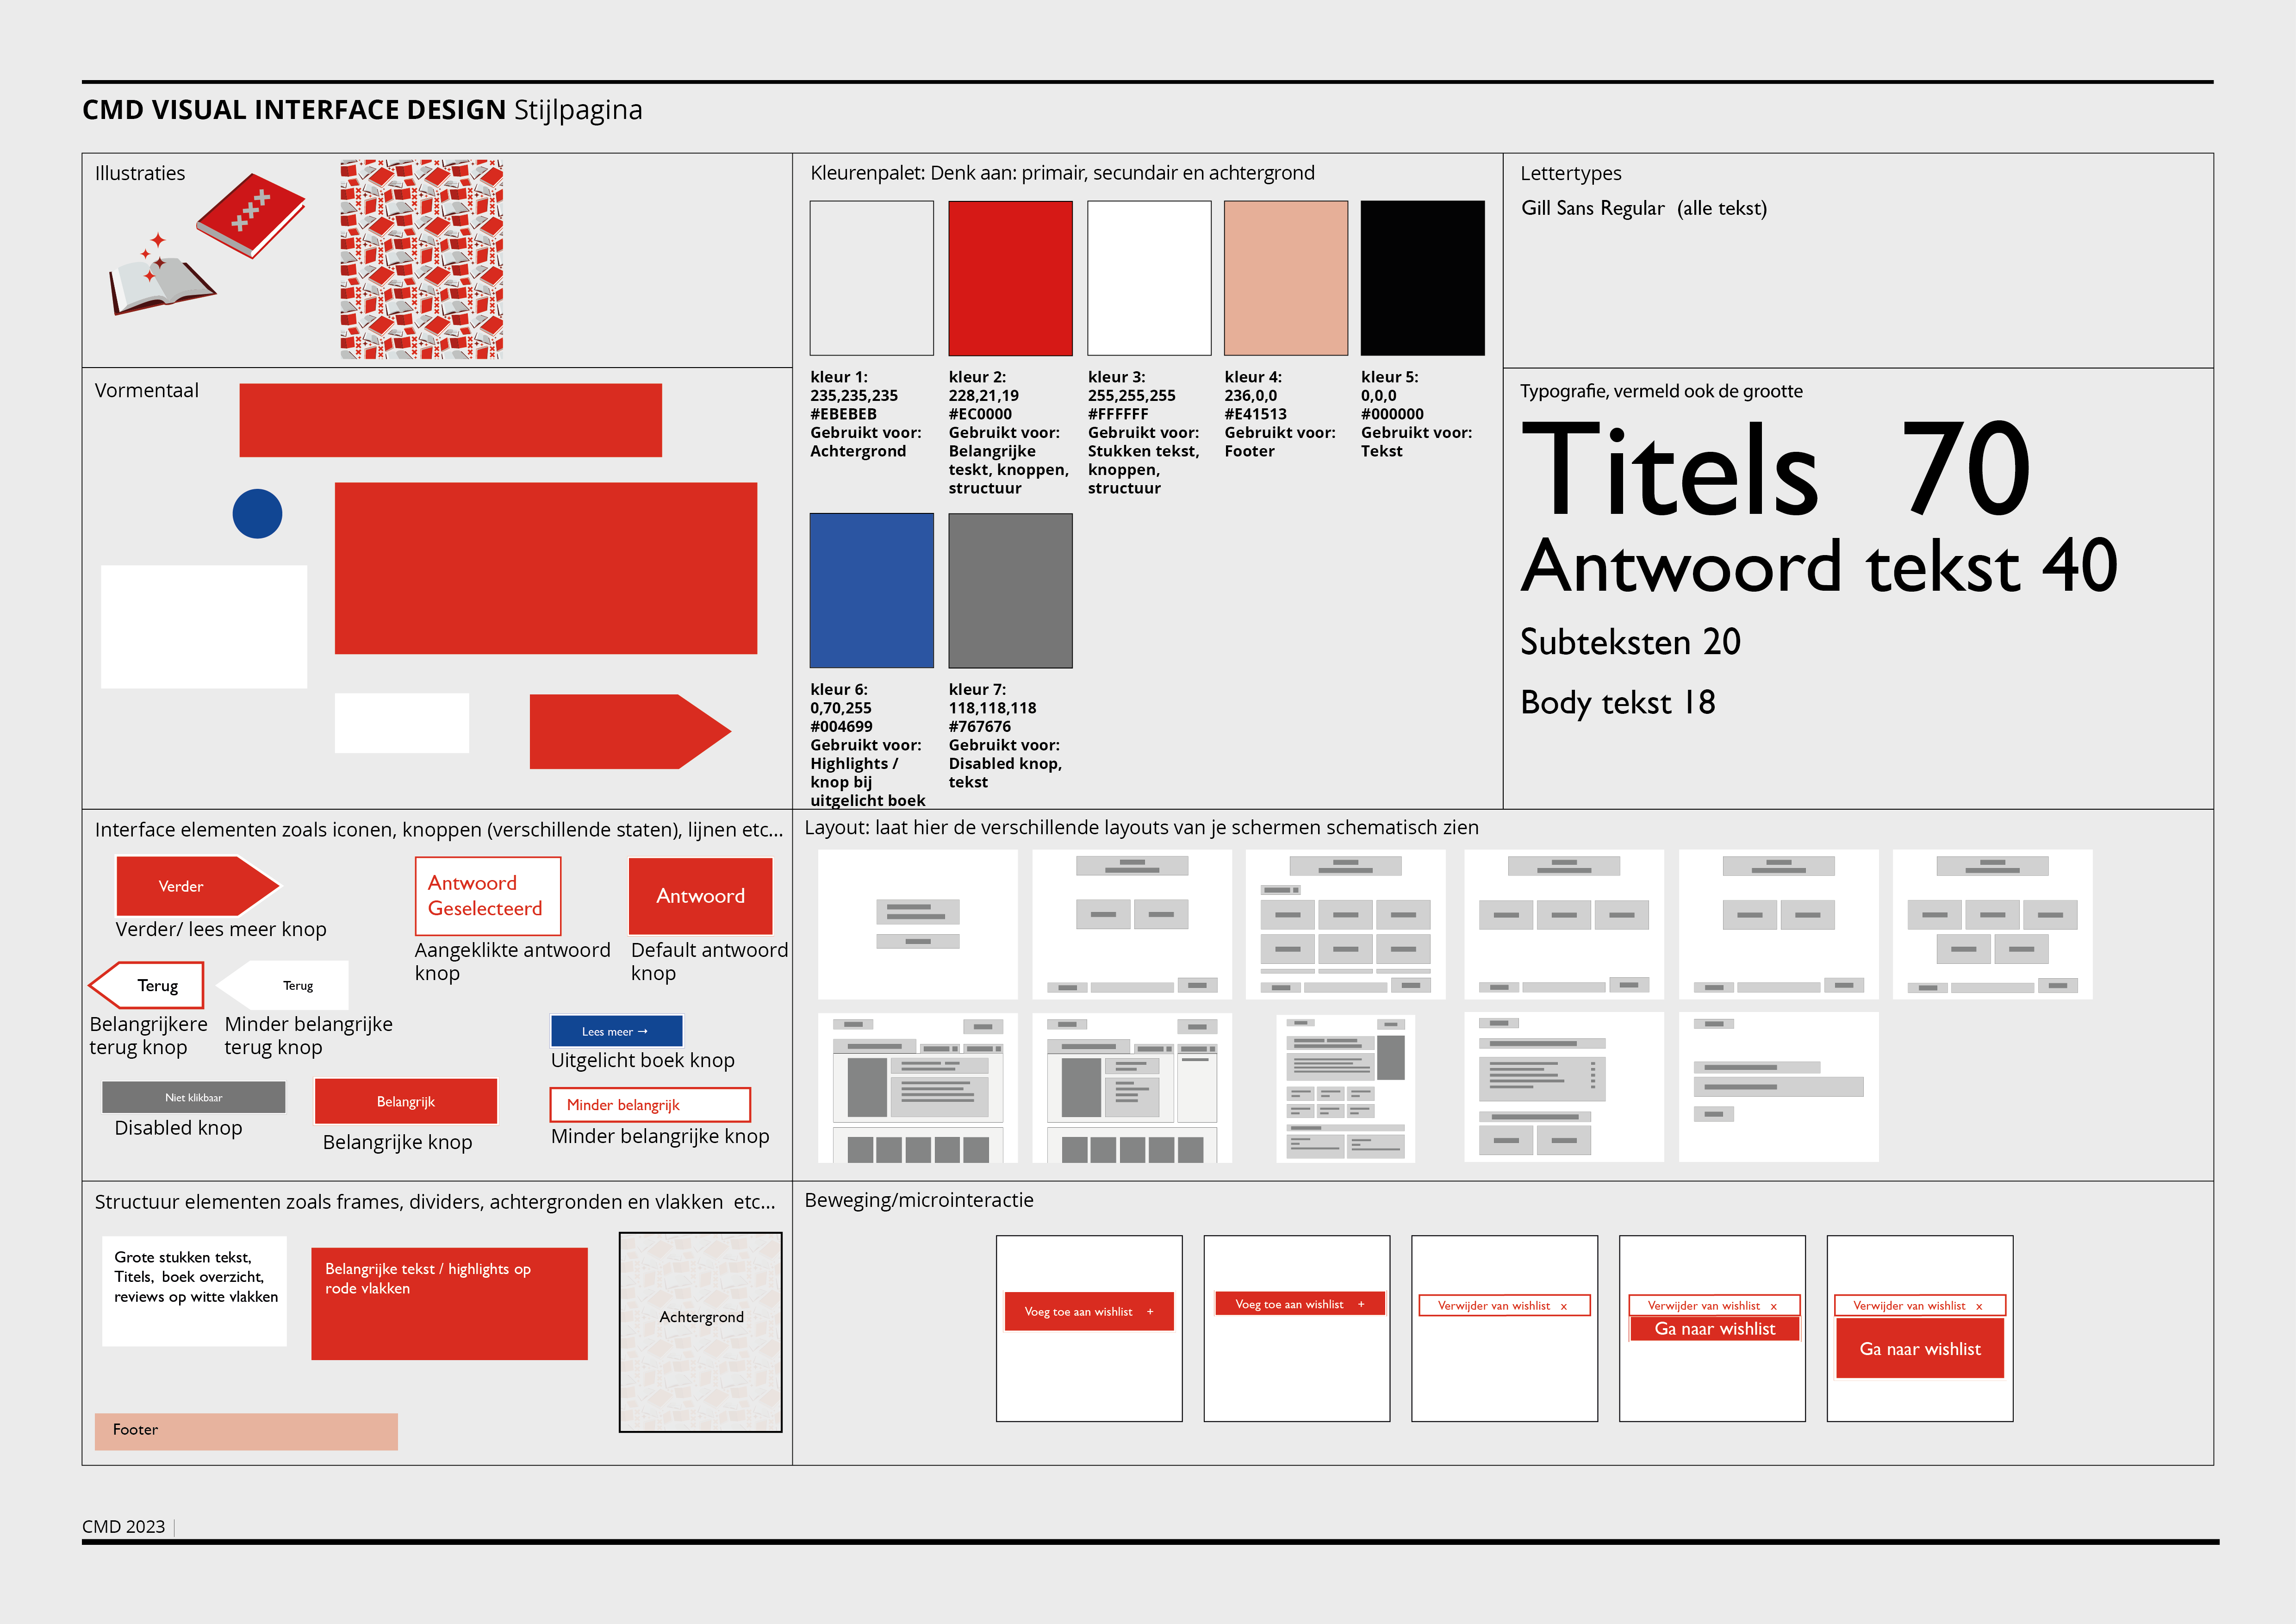 CMD VISUAL INTERFACE DESIGN Stijlpagina
Illustraties
Vormentaal
Kleurenpalet: Denk aan: primair, secundair en achtergrond
kleur 1:
235,235,235
#EBEBEB
Gebruikt voor:
Achtergrond
kleur 2:
228,21,19
#EC0000
Gebruikt voor:
Belangrijke
teskt, knoppen,
structuur
kleur 3:
255,255,255
#FFFFFF
Gebruikt voor:
Stukken tekst,
knoppen,
structuur
kleur 4:
236,0,0
#E41513
Gebruikt voor:
Footer
kleur 5:
0,0,0
#000000
Gebruikt voor:
Tekst
kleur 6:
0,70,255
#004699
Gebruikt voor:
Highlights /
knop bij
uitgelicht boek
kleur 7:
118,118,118
#767676
Gebruikt voor:
Disabled knop,
tekst
Lettertypes
Gill Sans Regular (alle tekst)
Typografie, vermeld ook de grootte
Titels 70
Antwoord tekst 40
Subteksten 20
Body tekst 18
Interface elementen zoals iconen, knoppen (verschillende staten), lijnen etc...
Verder
Verder/ lees meer knop
Antwoord
Geselecteerd
Aangeklikte antwoord
knop
Antwoord
Default antwoord
knop
Terug
Belangrijkere
terug knop
Terug
Minder belangrijke
terug knop
Lees meer →
Uitgelicht boek knop
Niet klikbaar
Disabled knop
Belangrijk
Belangrijke knop
Minder belangrijk
Minder belangrijke knop
Layout: laat hier de verschillende layouts van je schermen schematisch zien
Structuur elementen zoals frames, dividers, achtergronden en vlakken etc...
Grote stukken tekst,
Titels, boek overzicht,
reviews op witte vlakken
Belangrijke tekst / highlights op
rode vlakken
Achtergrond
Footer
Beweging/microinteractie
Voeg toe aan wishlist +
Voeg toe aan wishlist +
Verwijder van wishlist x
Verwijder van wishlist x
Ga naar wishlist
Verwijder van wishlist x
Ga naar wishlist
CMD 2023 |